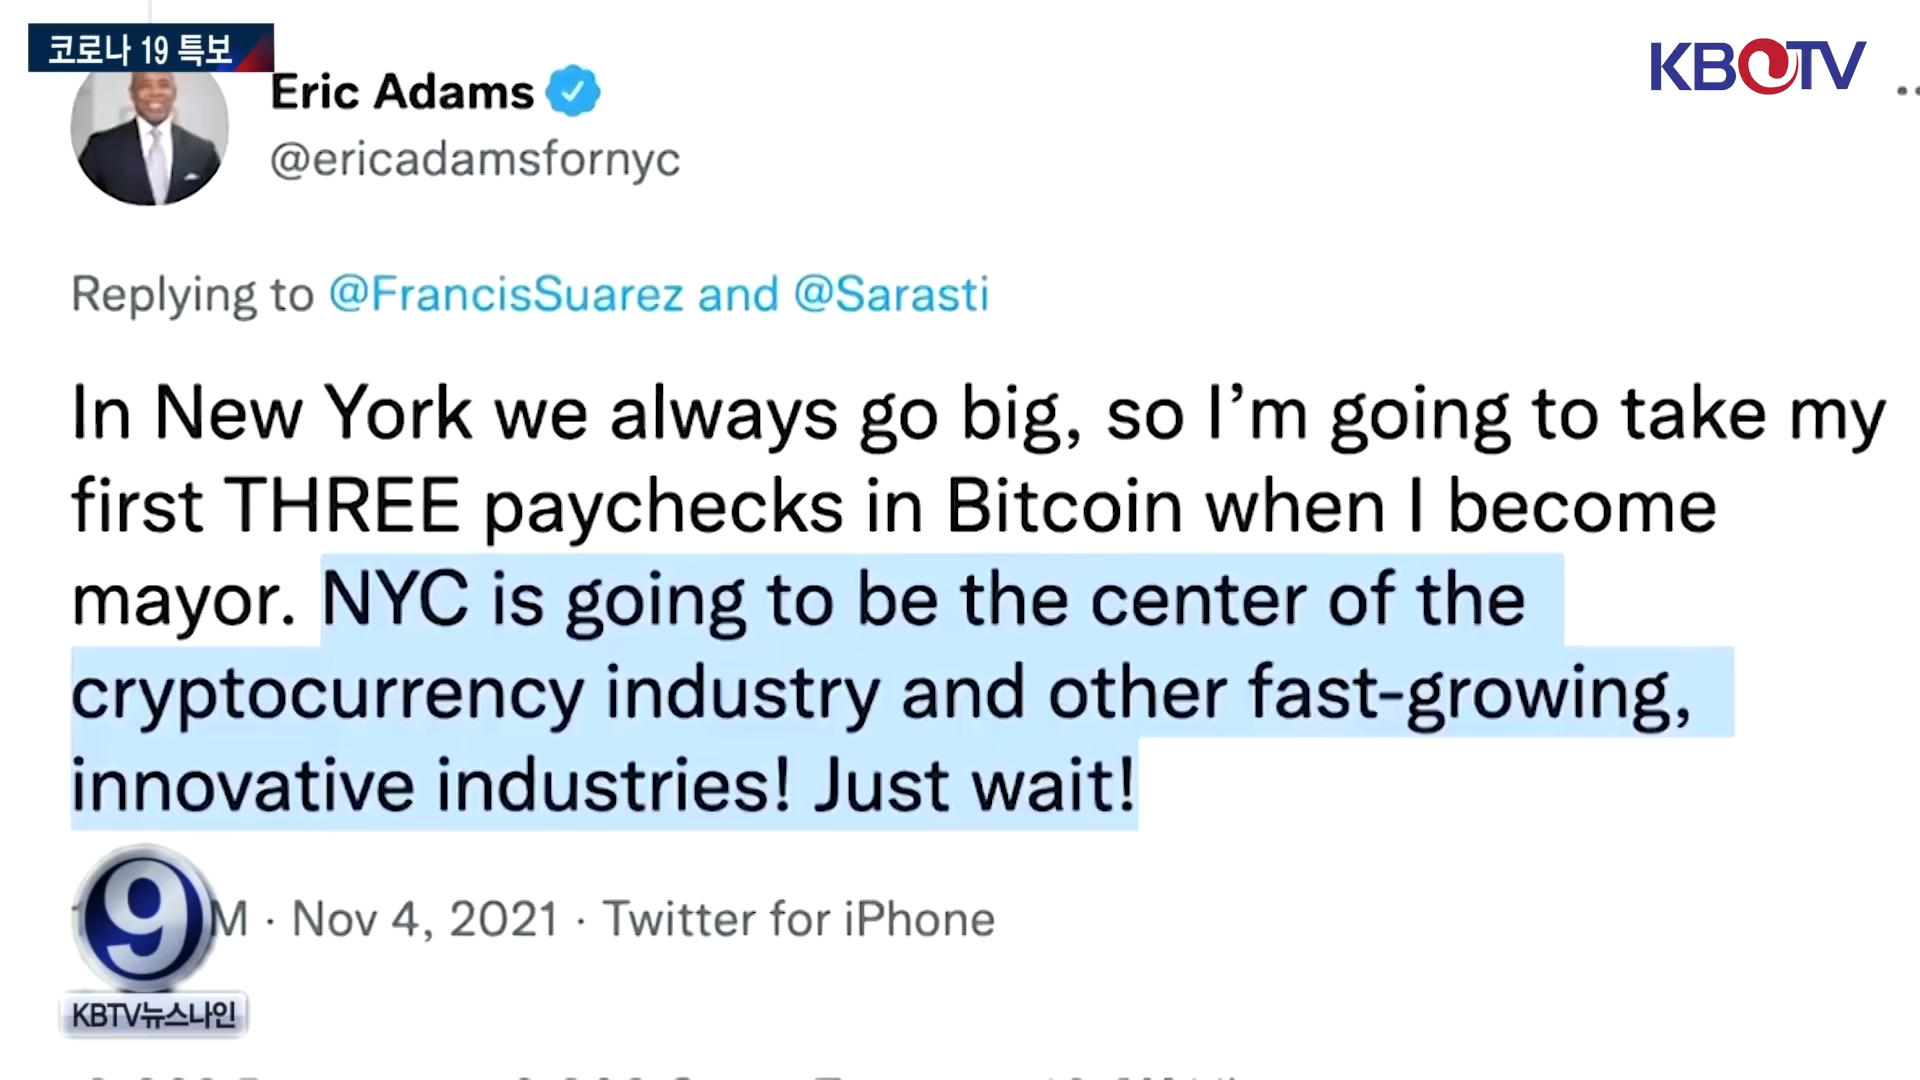 코로나 19 특보
KBTV
Eric Adams
@ericadamsfornyc
Replying to @FrancisSuarez and @Sarasti
In New York we always go big, so I’m going to take my
first THREE paychecks in Bitcoin when I become
mayor. NYC is going to be the center of the
cryptocurrency industry and other fast-growing,
innovative industries! Just wait!
9
M · Nov 4, 2021 · Twitter for iPhone
KBTV뉴스나인